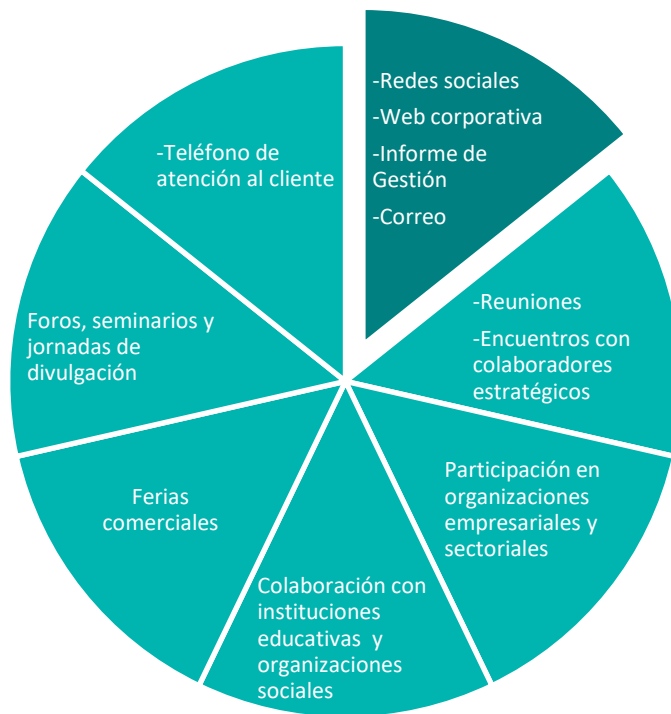 -Redes sociales
-Web corporativa
-Informe de
Gestión
-Correo
-Reuniones
-Encuentros con
colaboradores
estratégicos
Participación en
organizaciones
empresariales y
sectoriales
Colaboración con
instituciones
educativas y
organizaciones
sociales
Ferias
comerciales
Foros, seminarios y
jornadas de
divulgación
-Teléfono de
atención al cliente